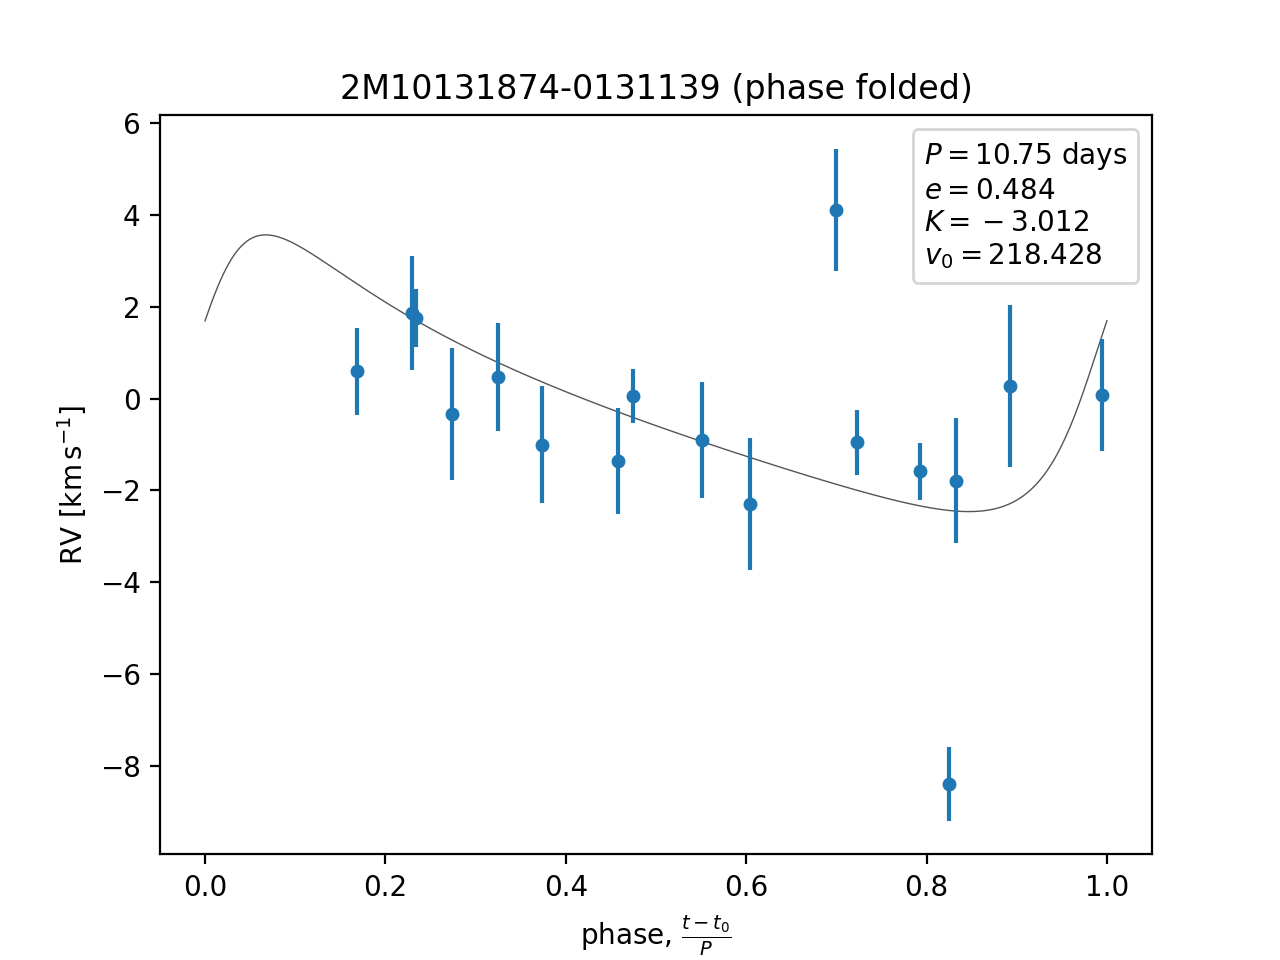 2M10131874-0131139 (phase folded)
P = 10.75 days
e = 0.484
K = −3.012
v₀ = 218.428
RV [km s⁻¹]
6
4
2
0
−2
−4
−6
−8
0.0 0.2 0.4 0.6 0.8 1.0
phase, (t − t₀)/P